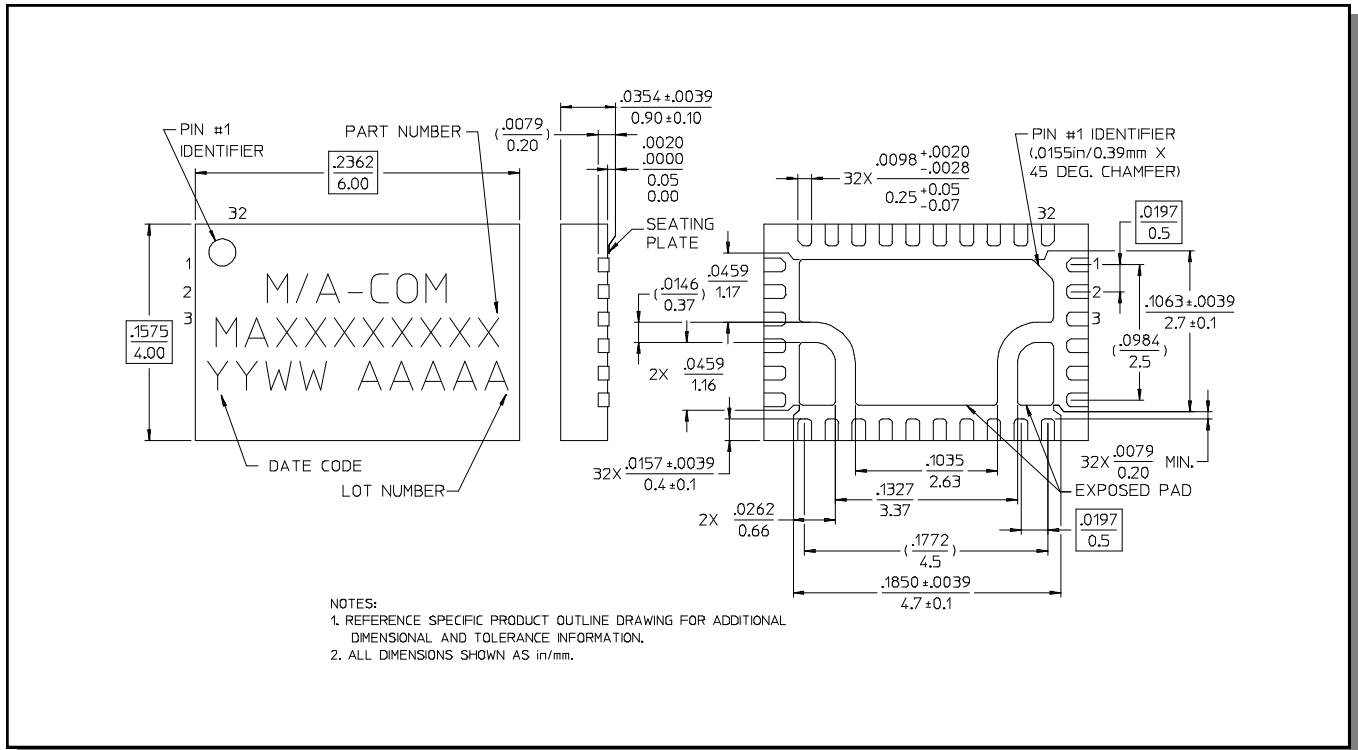 PIN #1
IDENTIFIER
PART NUMBER
.2362
6.00
32
1
2
3
M/A-COM
MAXXXXXXXXX
YYWW AAAAA
.1575
4.00
DATE CODE
LOT NUMBER
.0354 ±.0039
0.90 ±0.10
(.0079
0.20)
.0020
.0000
0.05
0.00
SEATING
PLATE
32X .0098 +.0020
-.0028
0.25 +0.05
-0.07
PIN #1 IDENTIFIER
(.0155in/0.39mm X
45 DEG. CHAMFER)
32
.0197
0.5
1
2
3
.0459
1.17
(.0146
0.37)
2X .0459
1.16
.1063 ±.0039
2.7 ±0.1
(.0984
2.5)
32X .0157 ±.0039
0.4 ±0.1
32X .0079
0.20 MIN.
.1035
2.63
EXPOSED PAD
.1327
3.37
2X .0262
0.66
.0197
0.5
(.1772
4.5)
.1850 ±.0039
4.7 ±0.1
NOTES:
1. REFERENCE SPECIFIC PRODUCT OUTLINE DRAWING FOR ADDITIONAL
DIMENSIONAL AND TOLERANCE INFORMATION.
2. ALL DIMENSIONS SHOWN AS in/mm.